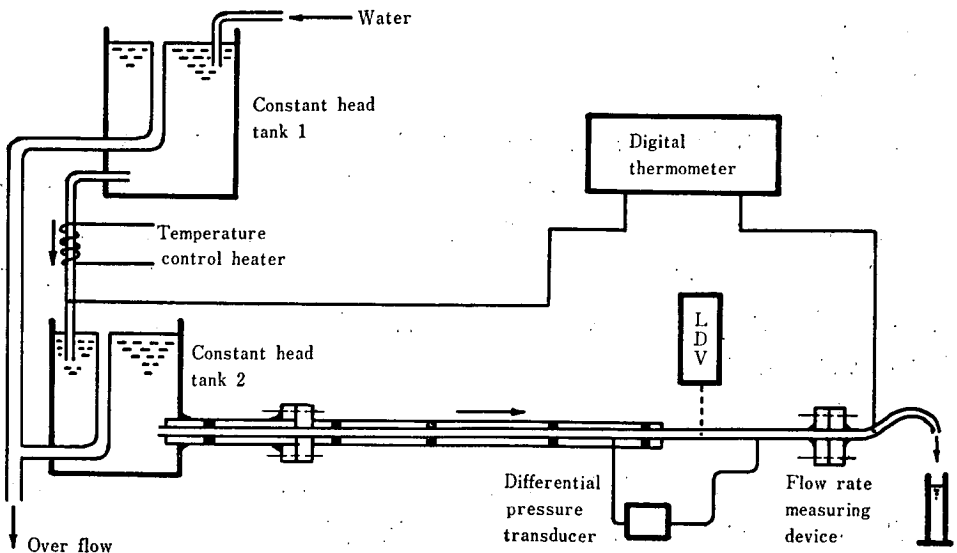 Water
Constant head
tank 1
Digital
thermometer
Temperature
control heater
LDV
Constant head
tank 2
Differential
pressure
transducer
Flow rate
measuring
device
Over flow